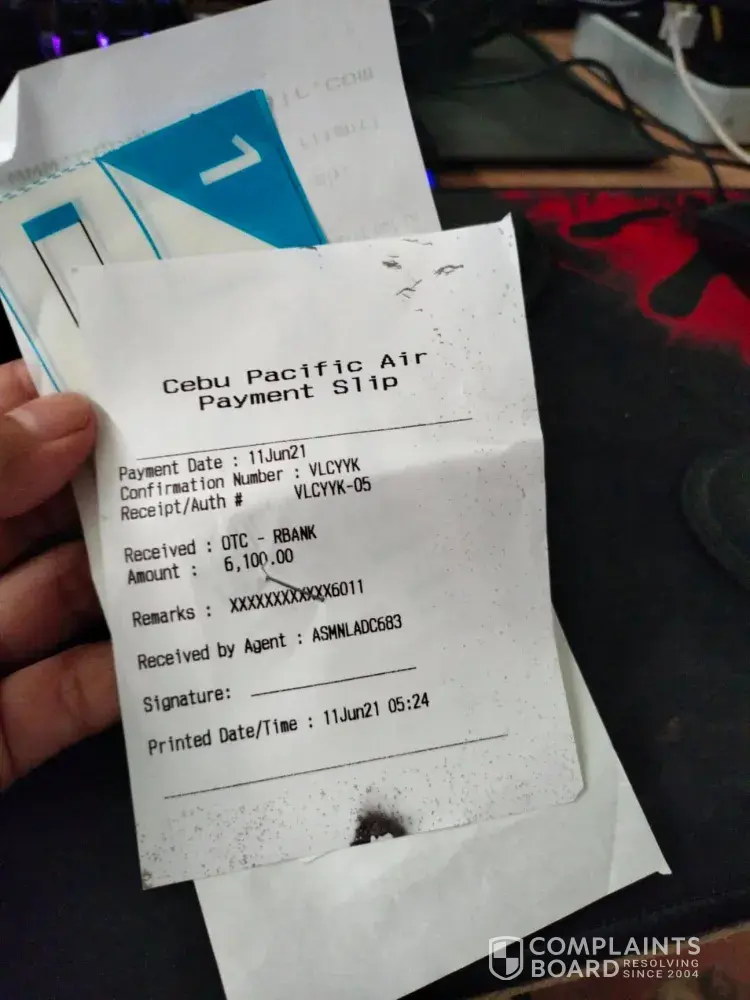 1
Cebu Pacific Air
Payment Slip
Payment Date : 11Jun21
Confirmation Number : VLCYYK
Receipt/Auth # VLCYYK-05
Received : OTC - RBANK
Amount : 6,100.00
Remarks : XXXXXXXXXXXX6011
Received by Agent : ASMNLADC683
Signature:
Printed Date/Time : 11Jun21 05:24
COMPLAINTS
BOARD RESOLVING
SINCE 2004